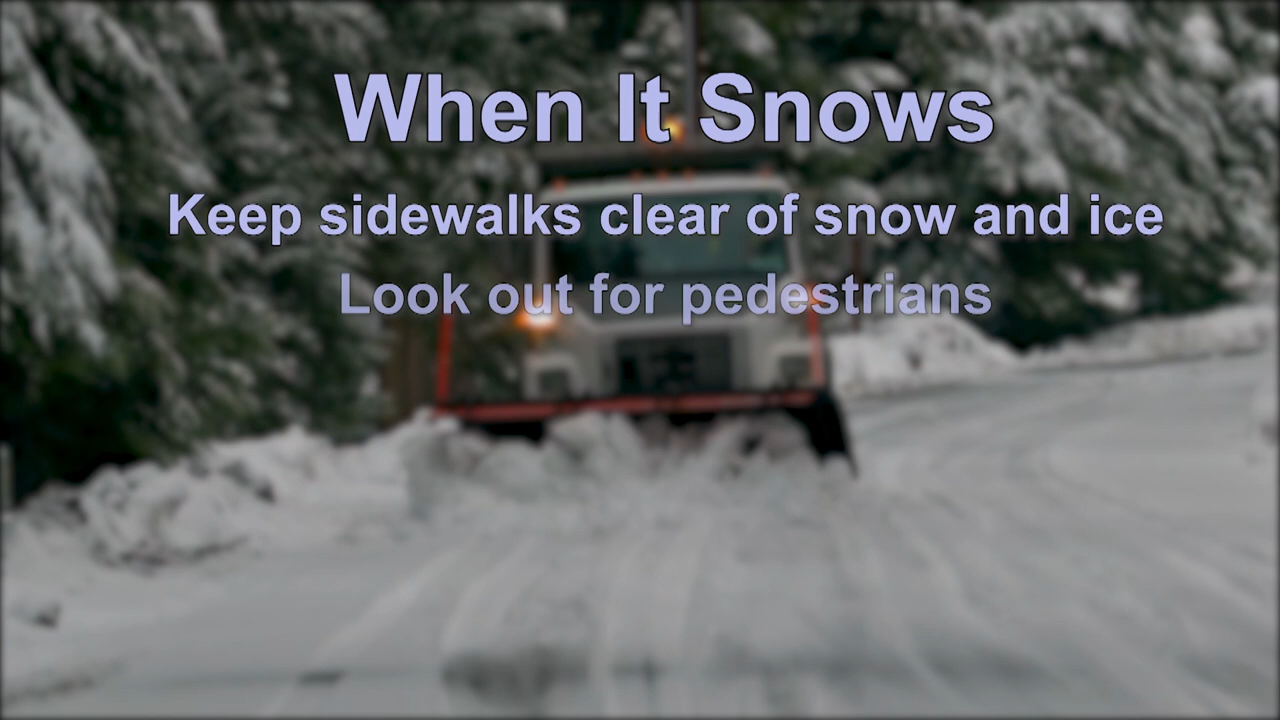 When It Snows
Keep sidewalks clear of snow and ice
Look out for pedestrians